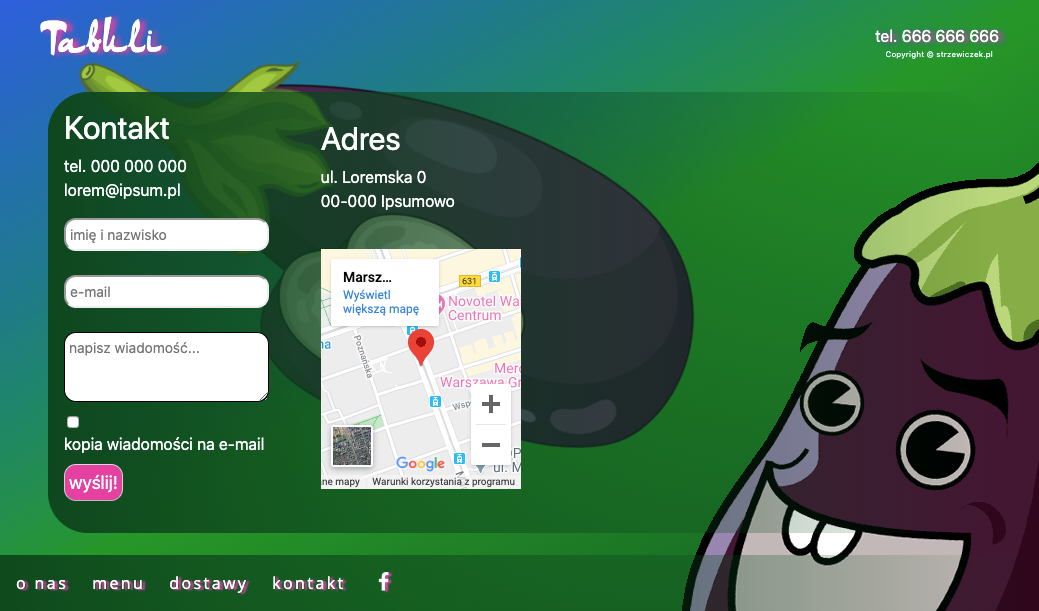 Tabkli
tel. 666 666 666
Copyright © strzewiczek.pl
Kontakt
tel. 000 000 000
lorem@ipsum.pl
imię i nazwisko
e-mail
napisz wiadomość...
kopia wiadomości na e-mail
wyślij!
Adres
ul. Loremska 0
00-000 Ipsumowo
Marsz...
Wyświetl
większą mapę
631
Novotel Wa
Centrum
Poznańska
Merc
Warszawa Gr
Wsp
ul. M
Google
ne mapy
Warunki korzystania z programu
o nas
menu
dostawy
kontakt
f